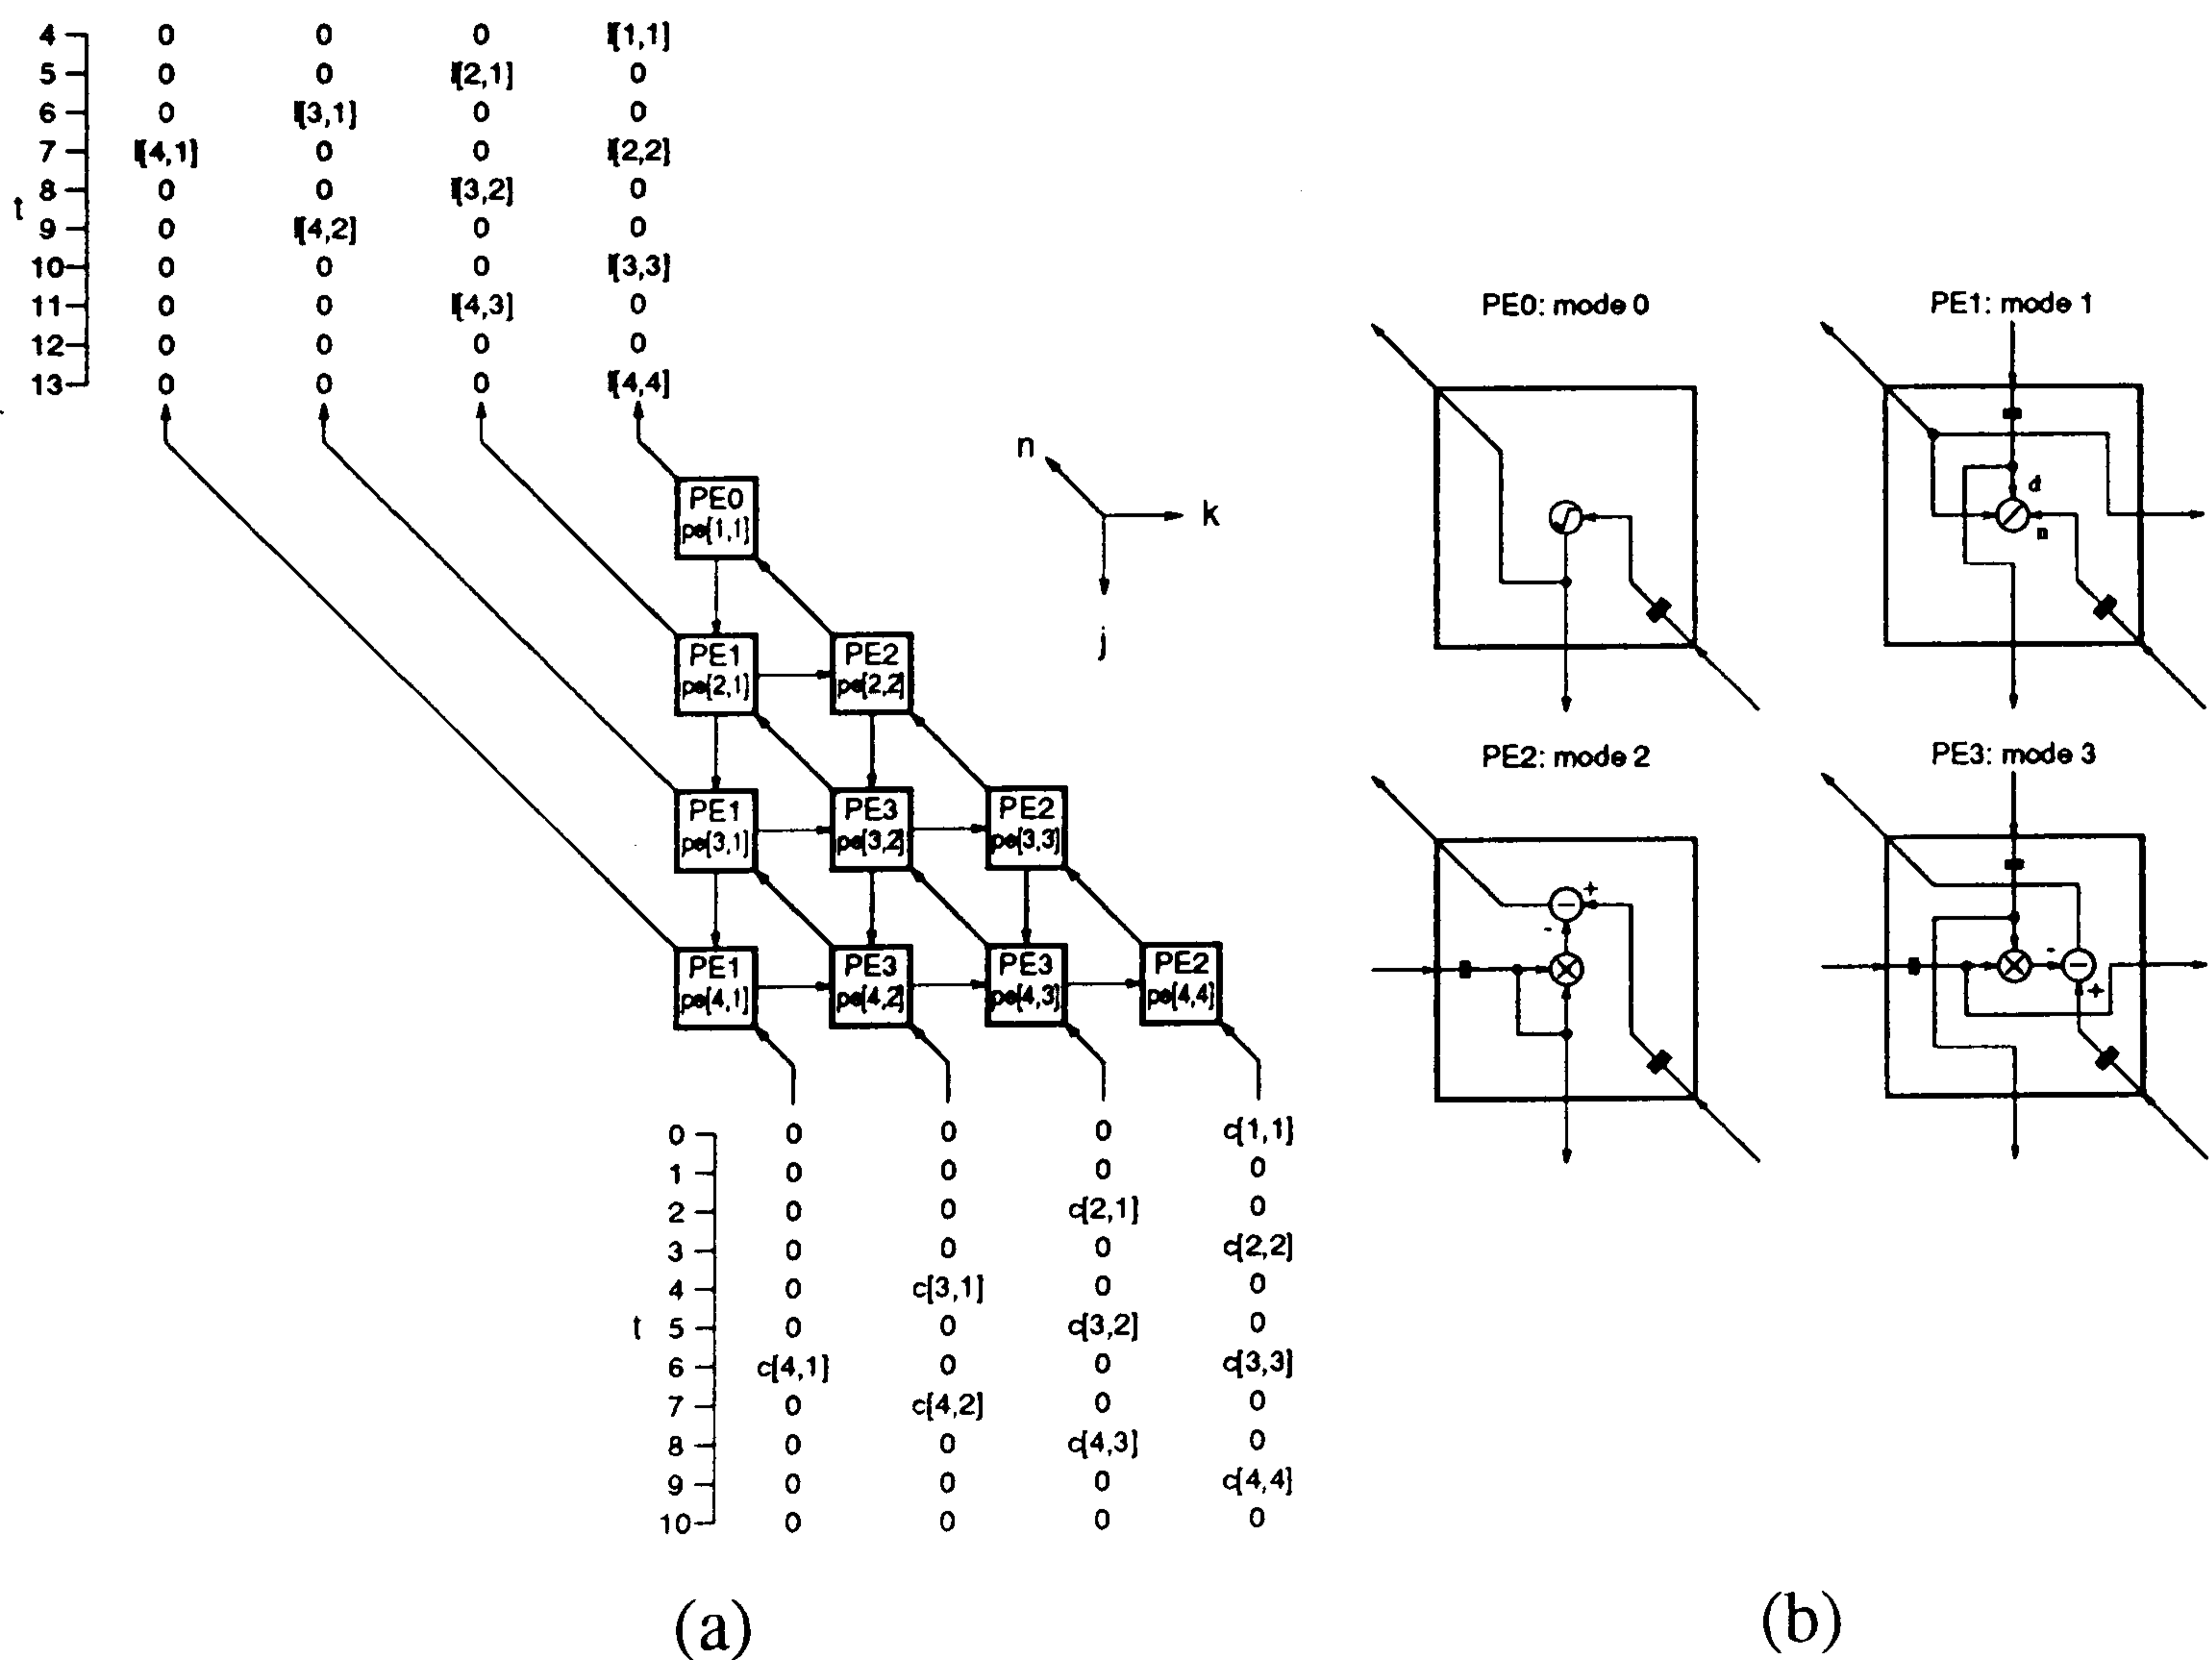 4 0 0 0 l[1,1]
5 0 0 l[2,1] 0
6 0 l[3,1] 0 0
7 l[4,1] 0 0 l[2,2]
8 0 0 l[3,2] 0
t
9 0 l[4,2] 0 0
10 0 0 0 l[3,3]
11 0 0 l[4,3] 0
12 0 0 0 0
13 0 0 0 l[4,4]
n
k
j
PE0
pe[1,1]
PE1
pe[2,1]
PE2
pe[2,2]
PE1
pe[3,1]
PE3
pe[3,2]
PE2
pe[3,3]
PE1
pe[4,1]
PE3
pe[4,2]
PE3
pe[4,3]
PE2
pe[4,4]
0 0 0 0 c[1,1]
1 0 0 0 0
2 0 0 c[2,1] 0
3 0 0 0 c[2,2]
4 0 c[3,1] 0 0
t 5 0 0 c[3,2] 0
6 c[4,1] 0 0 c[3,3]
7 0 c[4,2] 0 0
8 0 0 c[4,3] 0
9 0 0 0 c[4,4]
10 0 0 0 0
(a)
PE0: mode 0
PE1: mode 1
d
n
PE2: mode 2
+
-
PE3: mode 3
-
+
(b)